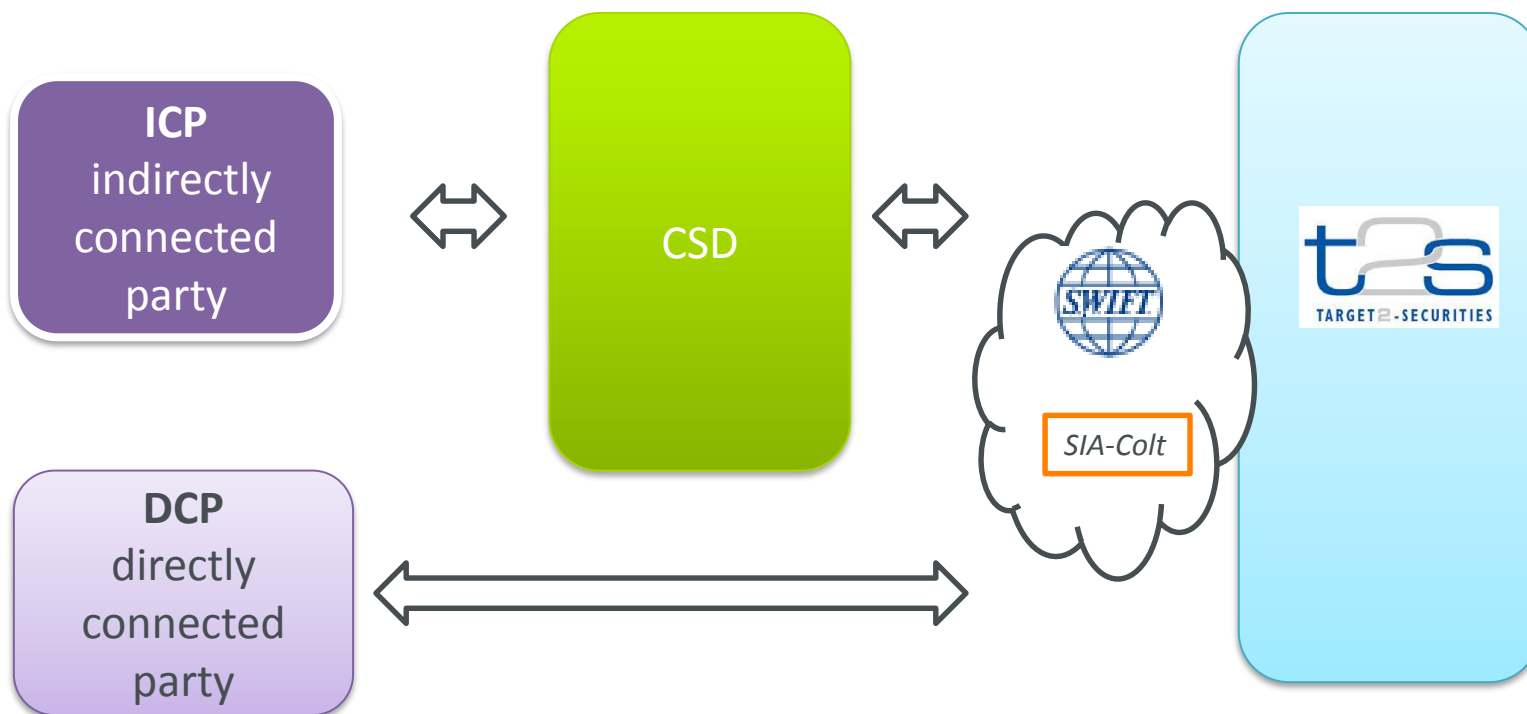 ICP
indirectly
connected
party
CSD
SWIFT
SIA-Colt
t2s
TARGET2-SECURITIES
DCP
directly
connected
party